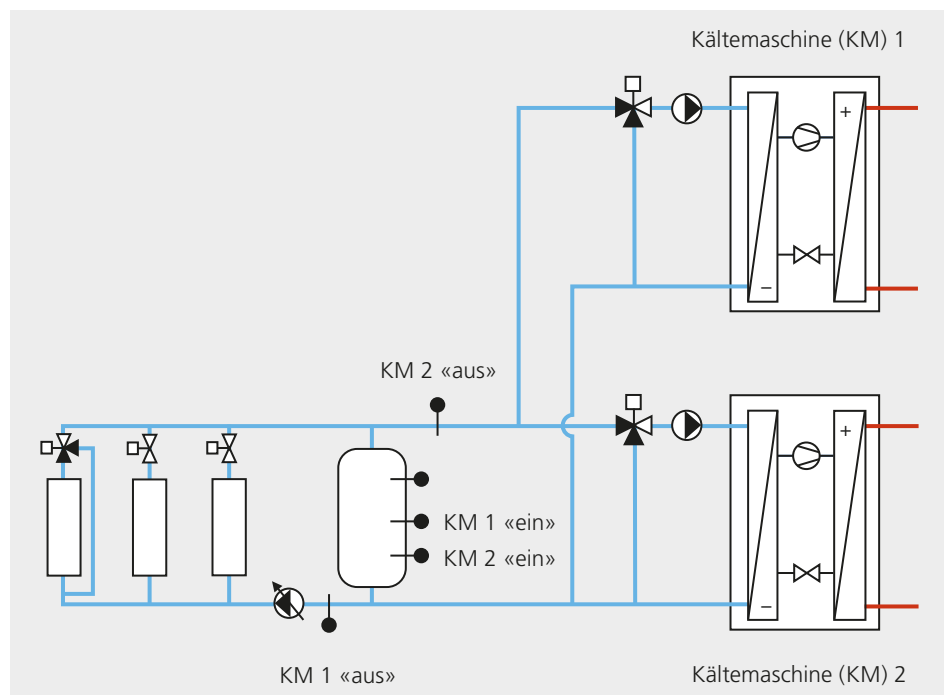 Kältemaschine (KM) 1
+
–
KM 2 «aus»
KM 1 «ein»
KM 2 «ein»
+
–
KM 1 «aus»
Kältemaschine (KM) 2